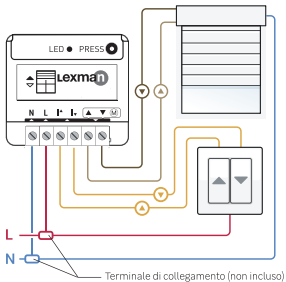 LED PRESS
Lexman
N L I I M
L
N
Terminale di collegamento (non incluso)